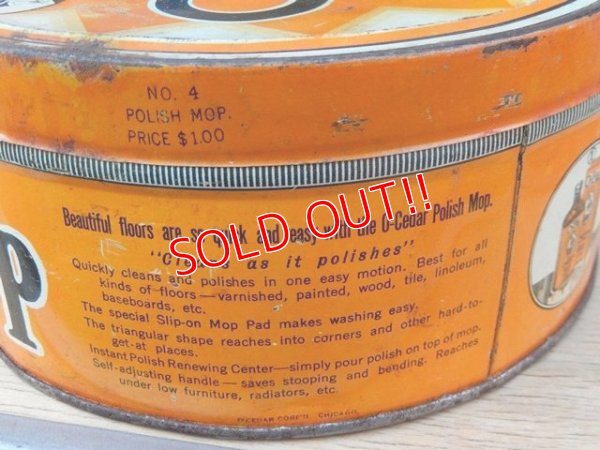 NO. 4
POLISH MOP.
PRICE $1.00
Beautiful floors are so quick and easy with the O-Cedar Polish Mop.
"Cleans as it polishes"
SOLD OUT!!
Quickly cleans and polishes in one easy motion. Best for all
kinds of floors—varnished, painted, wood, tile, linoleum,
baseboards, etc.
The special Slip-on Mop Pad makes washing easy.
The triangular shape reaches into corners and other hard-to-
get-at places.
Instant Polish Renewing Center—simply pour polish on top of mop.
Self-adjusting handle—saves stooping and bending. Reaches
under low furniture, radiators, etc.
O-CEDAR CORP'N CHICAGO
P